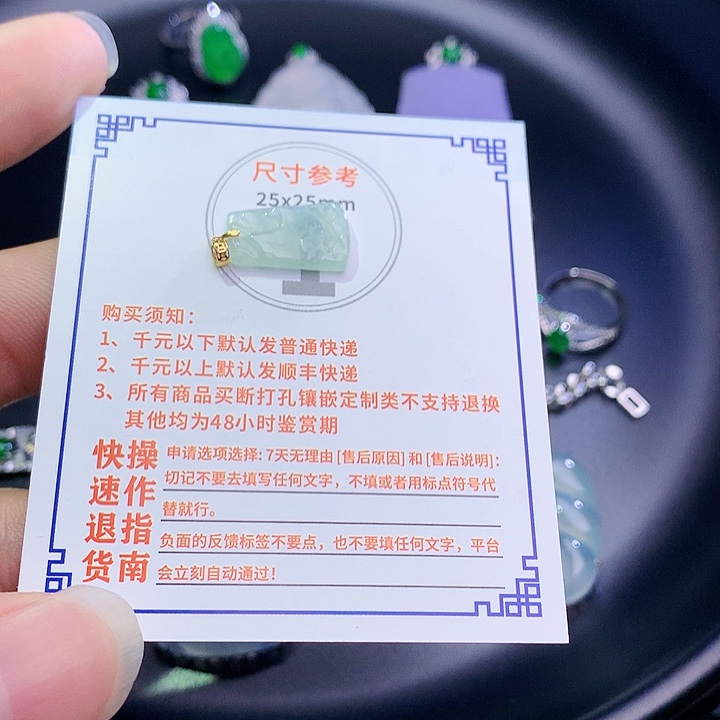 尺寸参考
25x25mm
购买须知：
1、千元以下默认发普通快递
2、千元以上默认发顺丰快递
3、所有商品买断打孔镶嵌定制类不支持退换
其他均为48小时鉴赏期
快速退货
操作指南
申请选项选择: 7天无理由 [售后原因] 和 [售后说明]：
切记不要去填写任何文字，不填或者用标点符号代
替就行。
负面的反馈标签不要点，也不要填任何文字，平台
会立刻自动通过！